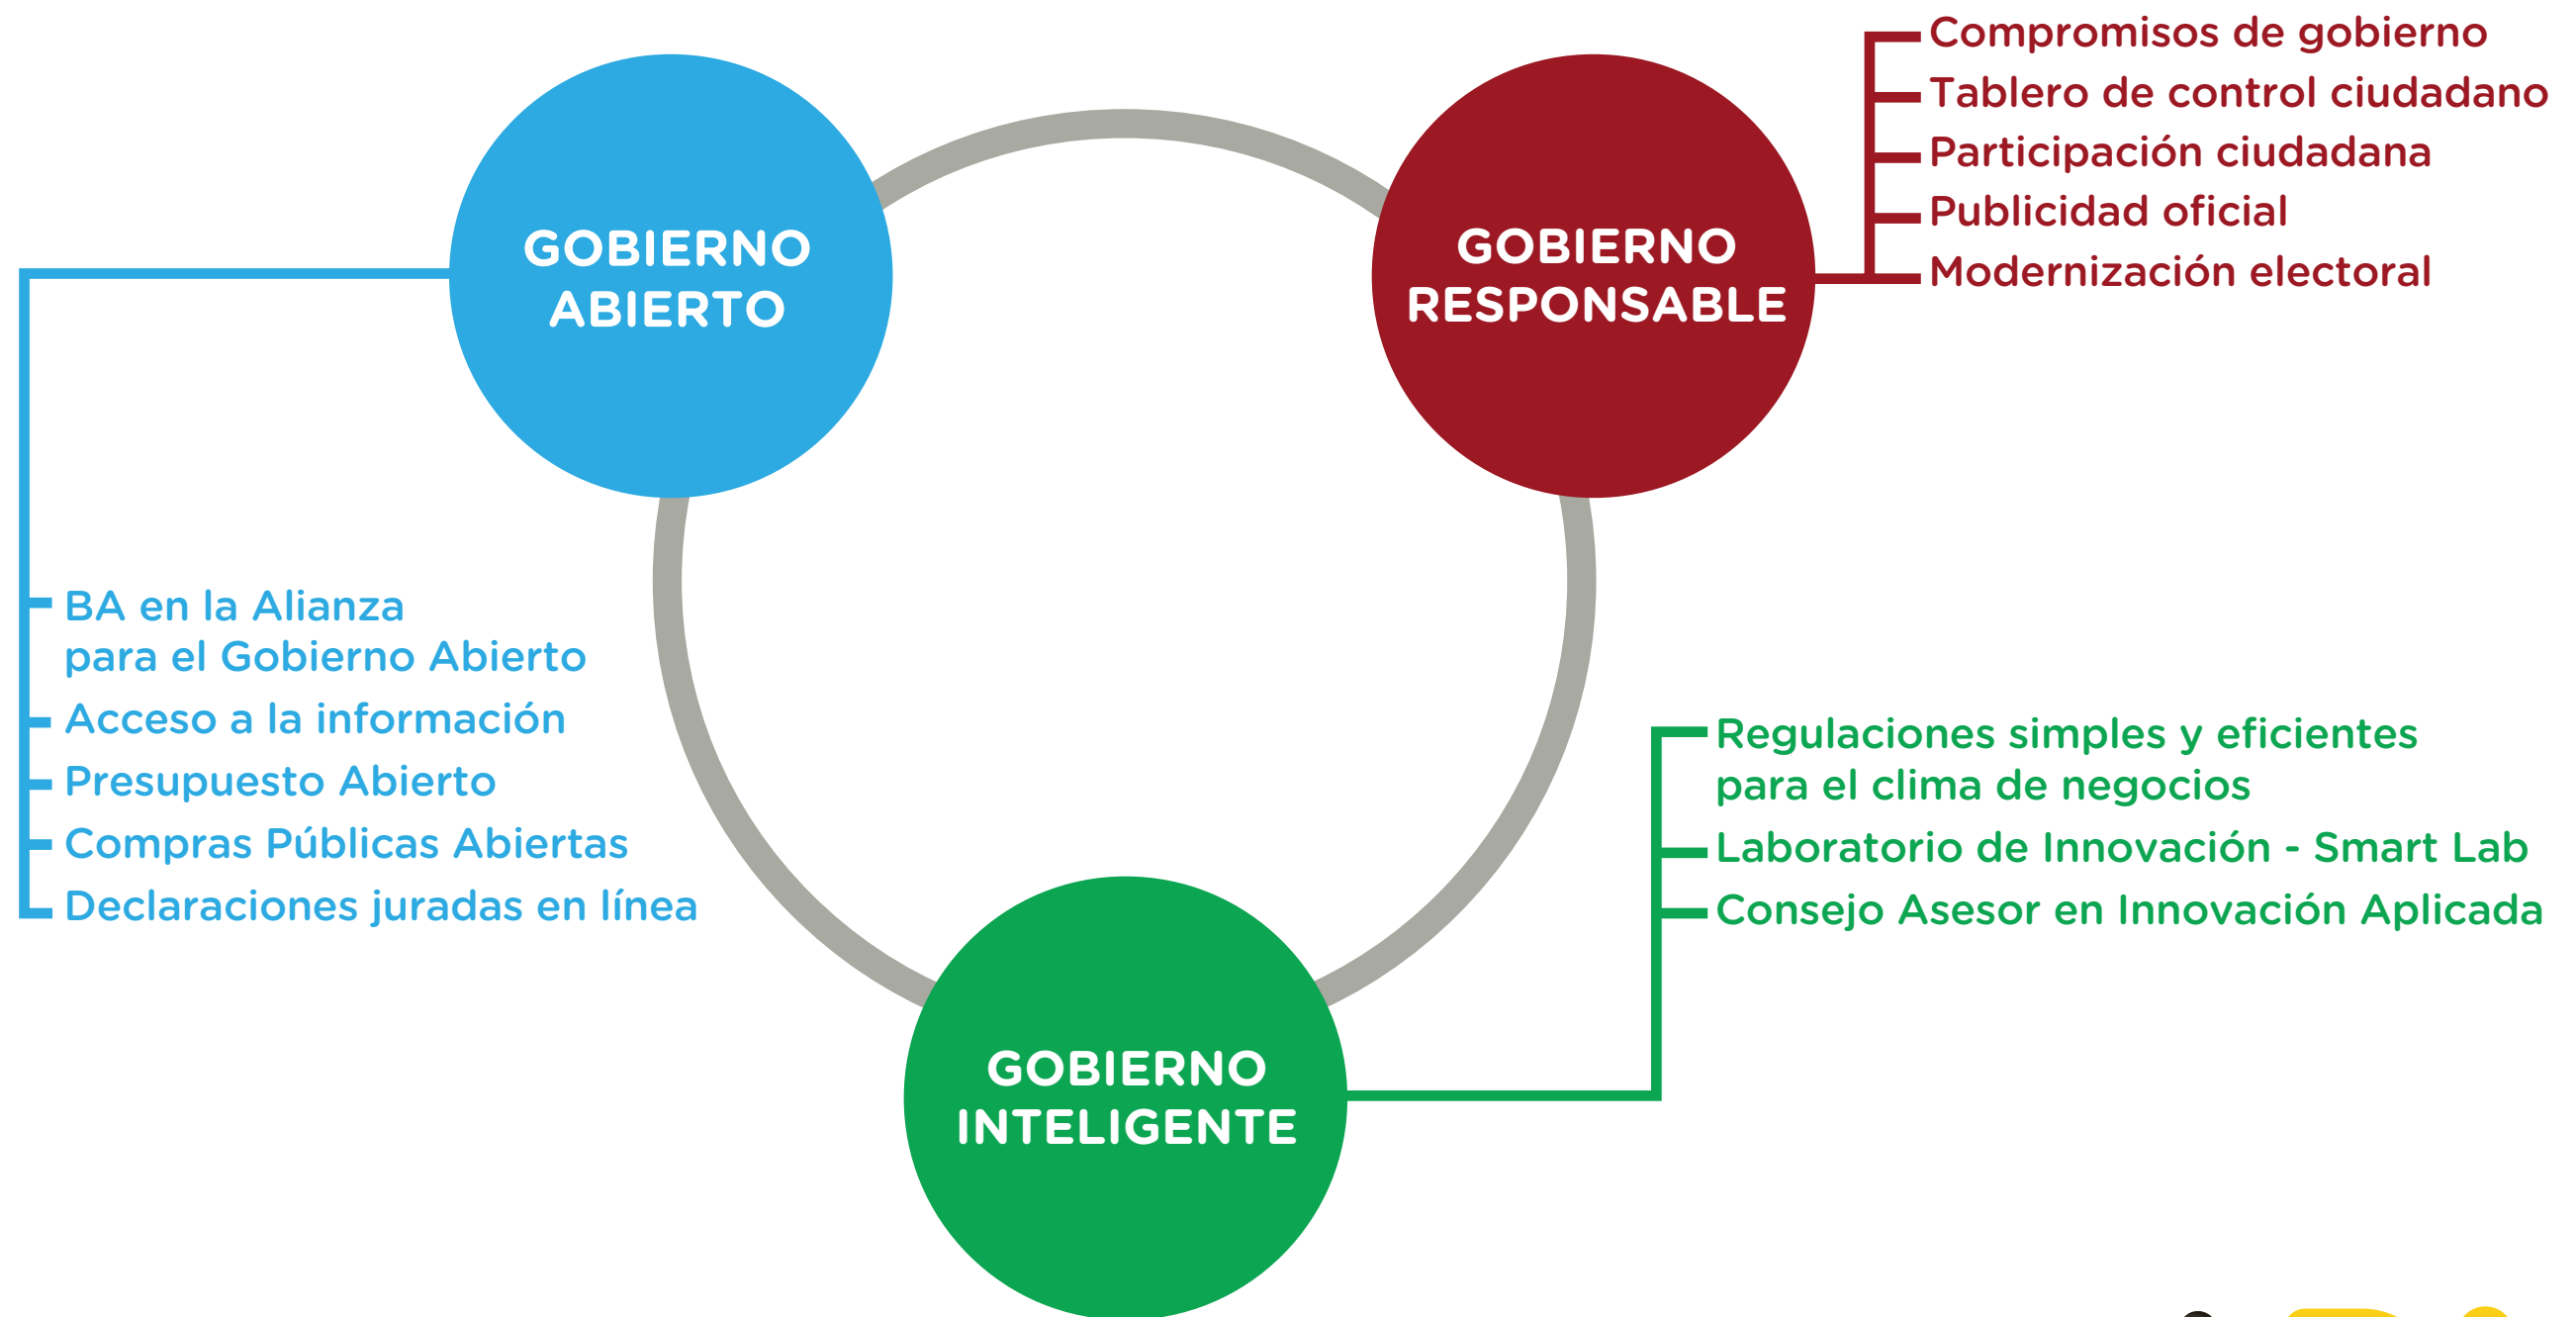 GOBIERNO
ABIERTO
BA en la Alianza
para el Gobierno Abierto
Acceso a la información
Presupuesto Abierto
Compras Públicas Abiertas
Declaraciones juradas en línea
GOBIERNO
RESPONSABLE
Compromisos de gobierno
Tablero de control ciudadano
Participación ciudadana
Publicidad oficial
Modernización electoral
GOBIERNO
INTELIGENTE
Regulaciones simples y eficientes
para el clima de negocios
Laboratorio de Innovación - Smart Lab
Consejo Asesor en Innovación Aplicada